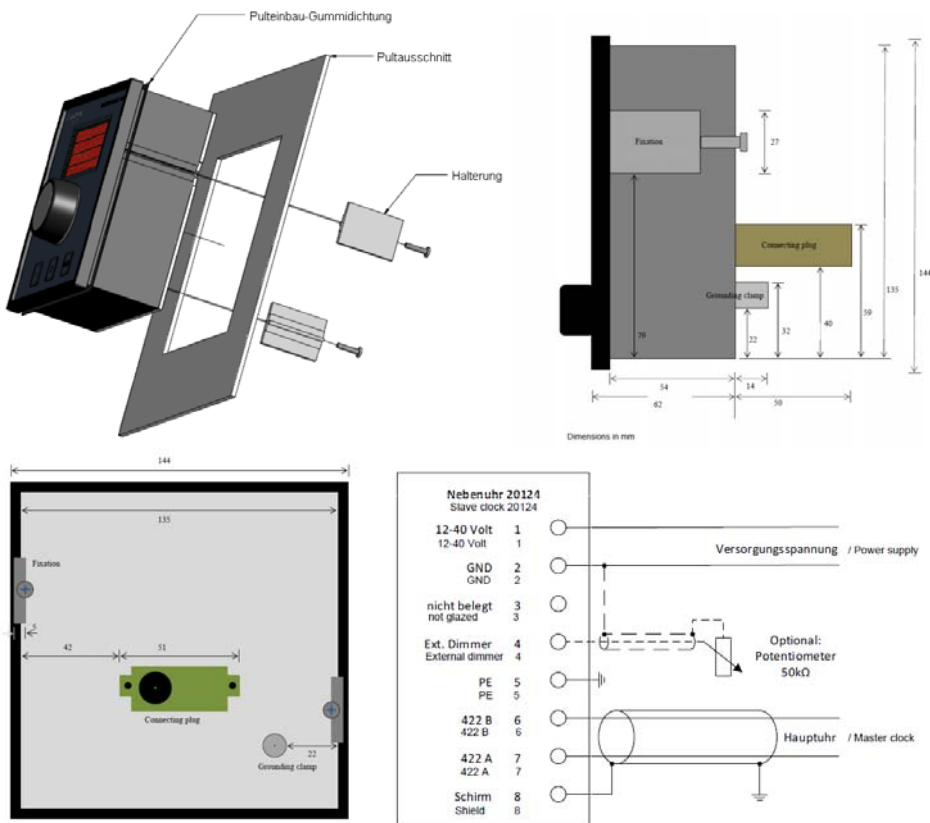 Pulteinbau-Gummidichtung
Pultausschnitt
Halterung
Fixation
27
Connecting plug
Grounding clamp
79
22
32
40
59
135
144
54
14
62
50
Dimensions in mm
144
135
Fixation
5
42
51
Connecting plug
22
Grounding clamp
Nebenuhr 20124
Slave clock 20124
12-40 Volt 1
12-40 Volt 1
GND 2
GND 2
nicht belegt 3
not glazed 3
Ext. Dimmer 4
External dimmer 4
PE 5
PE 5
422 B 6
422 B 6
422 A 7
422 A 7
Schirm 8
Shield 8
Versorgungsspannung / Power supply
Optional:
Potentiometer
50kΩ
Hauptuhr / Master clock